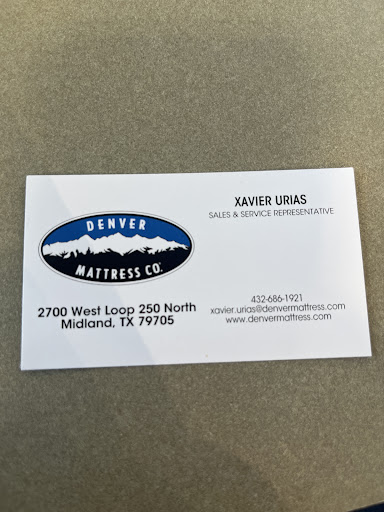 DENVER
MATTRESS CO.
2700 West Loop 250 North
Midland, TX 79705
XAVIER URIAS
SALES & SERVICE REPRESENTATIVE
432-686-1921
xavier.urias@denvermattress.com
www.denvermattress.com